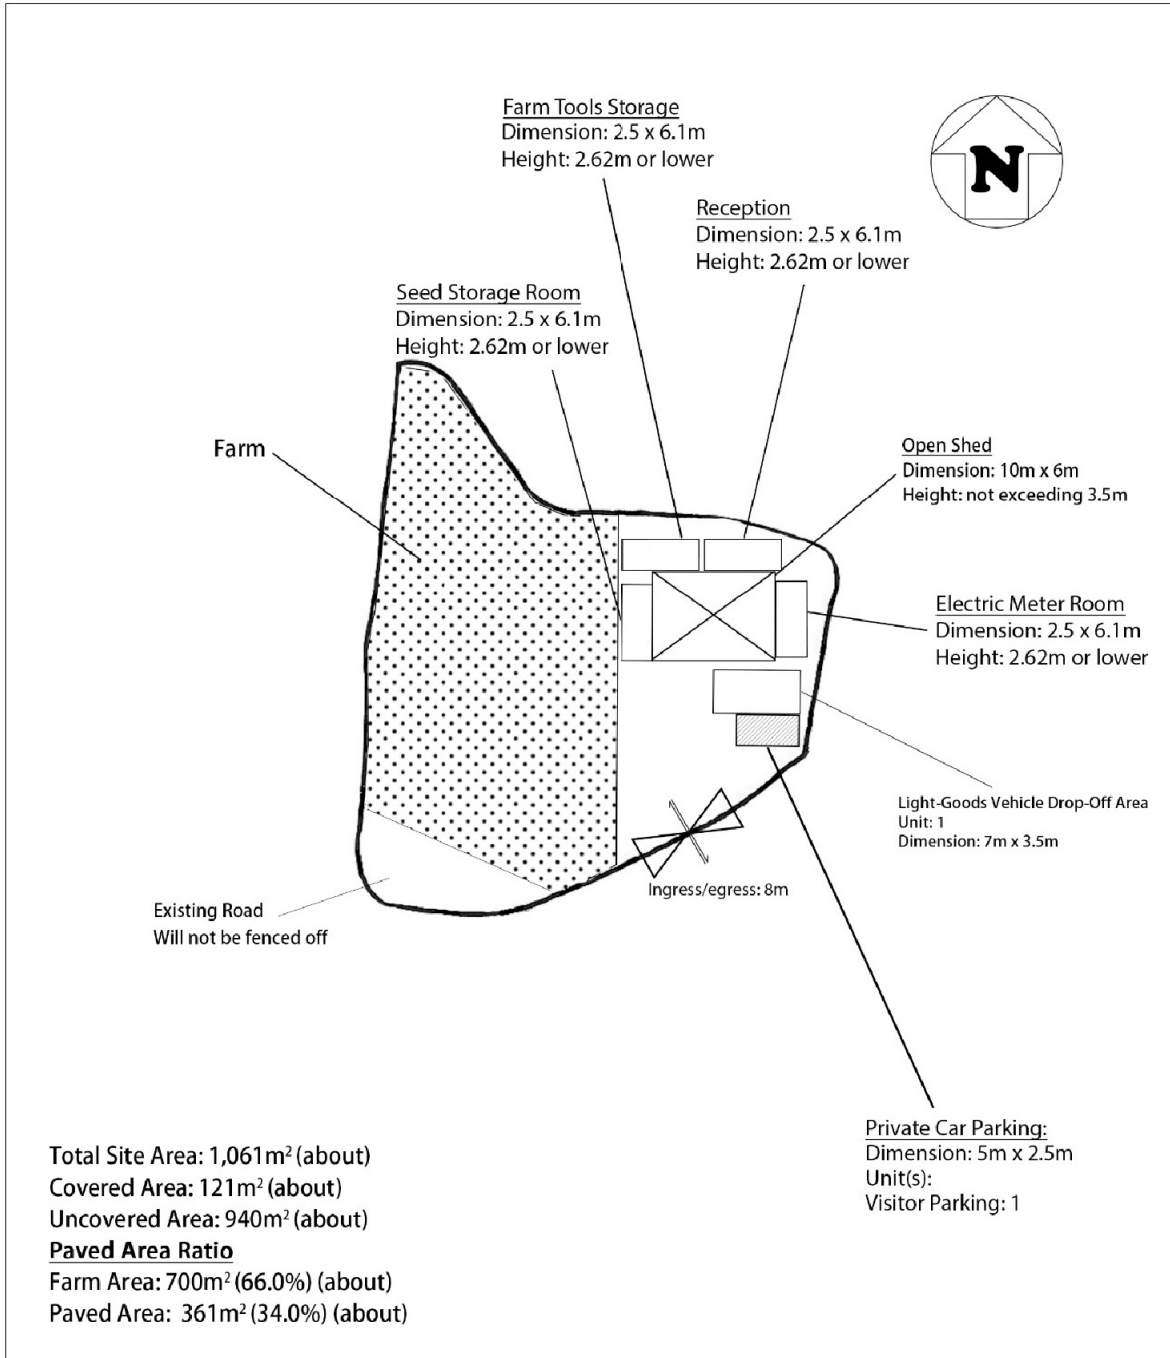 Farm Tools Storage
Dimension: 2.5 x 6.1m
Height: 2.62m or lower
N
Reception
Dimension: 2.5 x 6.1m
Height: 2.62m or lower
Seed Storage Room
Dimension: 2.5 x 6.1m
Height: 2.62m or lower
Farm
Open Shed
Dimension: 10m x 6m
Height: not exceeding 3.5m
Electric Meter Room
Dimension: 2.5 x 6.1m
Height: 2.62m or lower
Light-Goods Vehicle Drop-Off Area
Unit: 1
Dimension: 7m x 3.5m
Ingress/egress: 8m
Existing Road
Will not be fenced off
Private Car Parking:
Dimension: 5m x 2.5m
Unit(s):
Visitor Parking: 1
Total Site Area: 1,061m² (about)
Covered Area: 121m² (about)
Uncovered Area: 940m² (about)
Paved Area Ratio
Farm Area: 700m² (66.0%) (about)
Paved Area: 361m² (34.0%) (about)